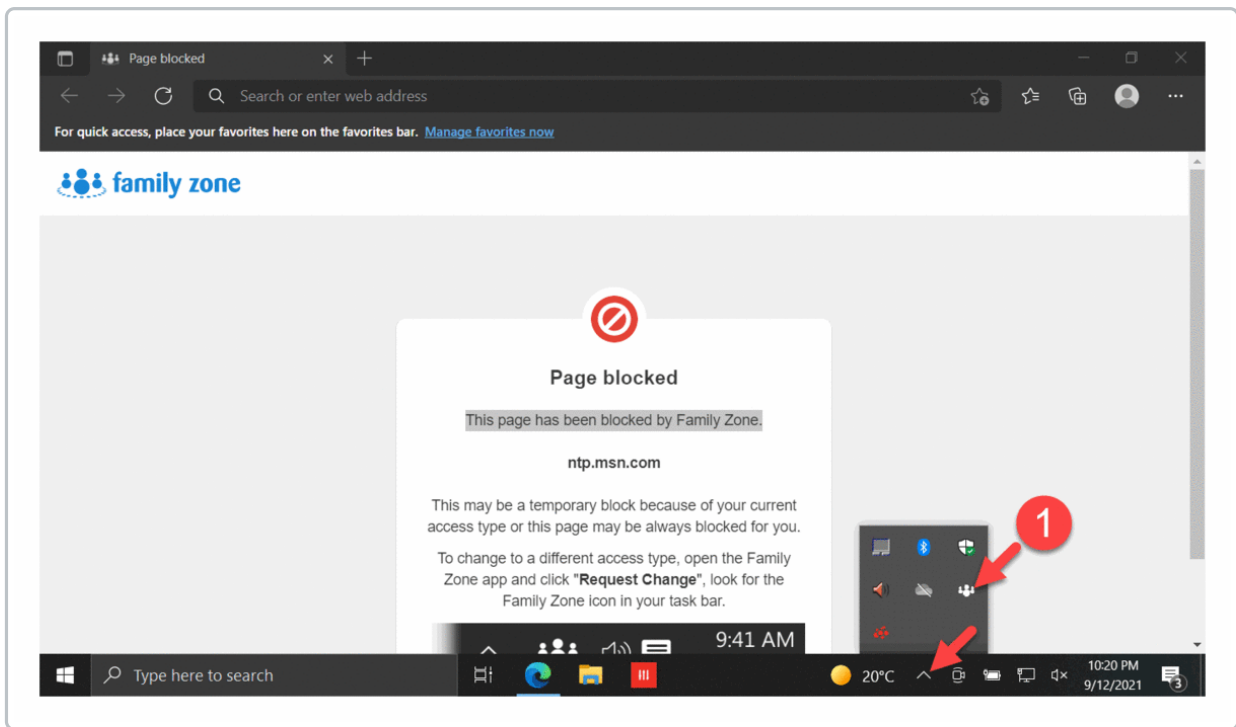 Page blocked
Search or enter web address
For quick access, place your favorites here on the favorites bar. Manage favorites now
family zone
Page blocked
This page has been blocked by Family Zone.
ntp.msn.com
This may be a temporary block because of your current
access type or this page may be always blocked for you.
To change to a different access type, open the Family
Zone app and click "Request Change", look for the
Family Zone icon in your task bar.
1
9:41 AM
Type here to search
20°C
10:20 PM
9/12/2021
3